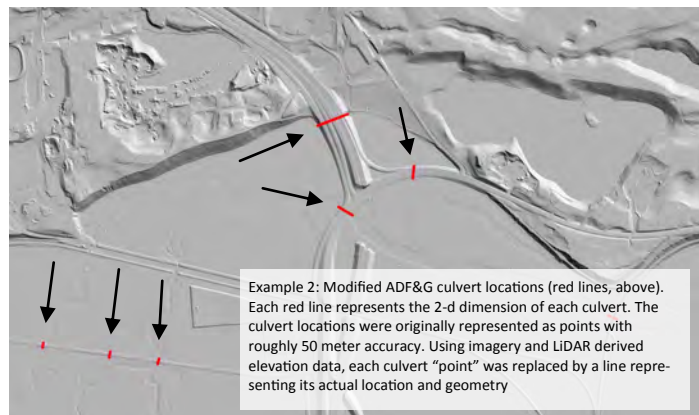 Example 2: Modified ADF&G culvert locations (red lines, above).
Each red line represents the 2-d dimension of each culvert. The
culvert locations were originally represented as points with
roughly 50 meter accuracy. Using imagery and LiDAR derived
elevation data, each culvert “point” was replaced by a line repre-
senting its actual location and geometry